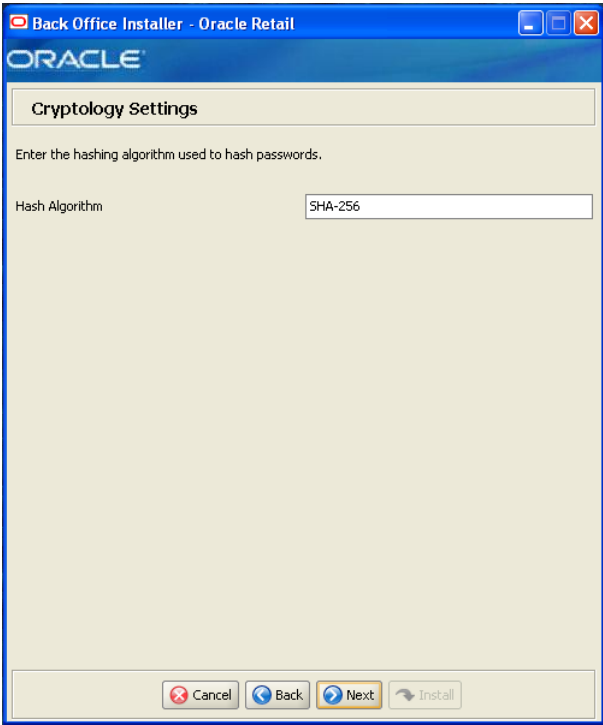 Back Office Installer - Oracle Retail
ORACLE
Cryptology Settings
Enter the hashing algorithm used to hash passwords.
Hash Algorithm SHA-256
Cancel Back Next Install